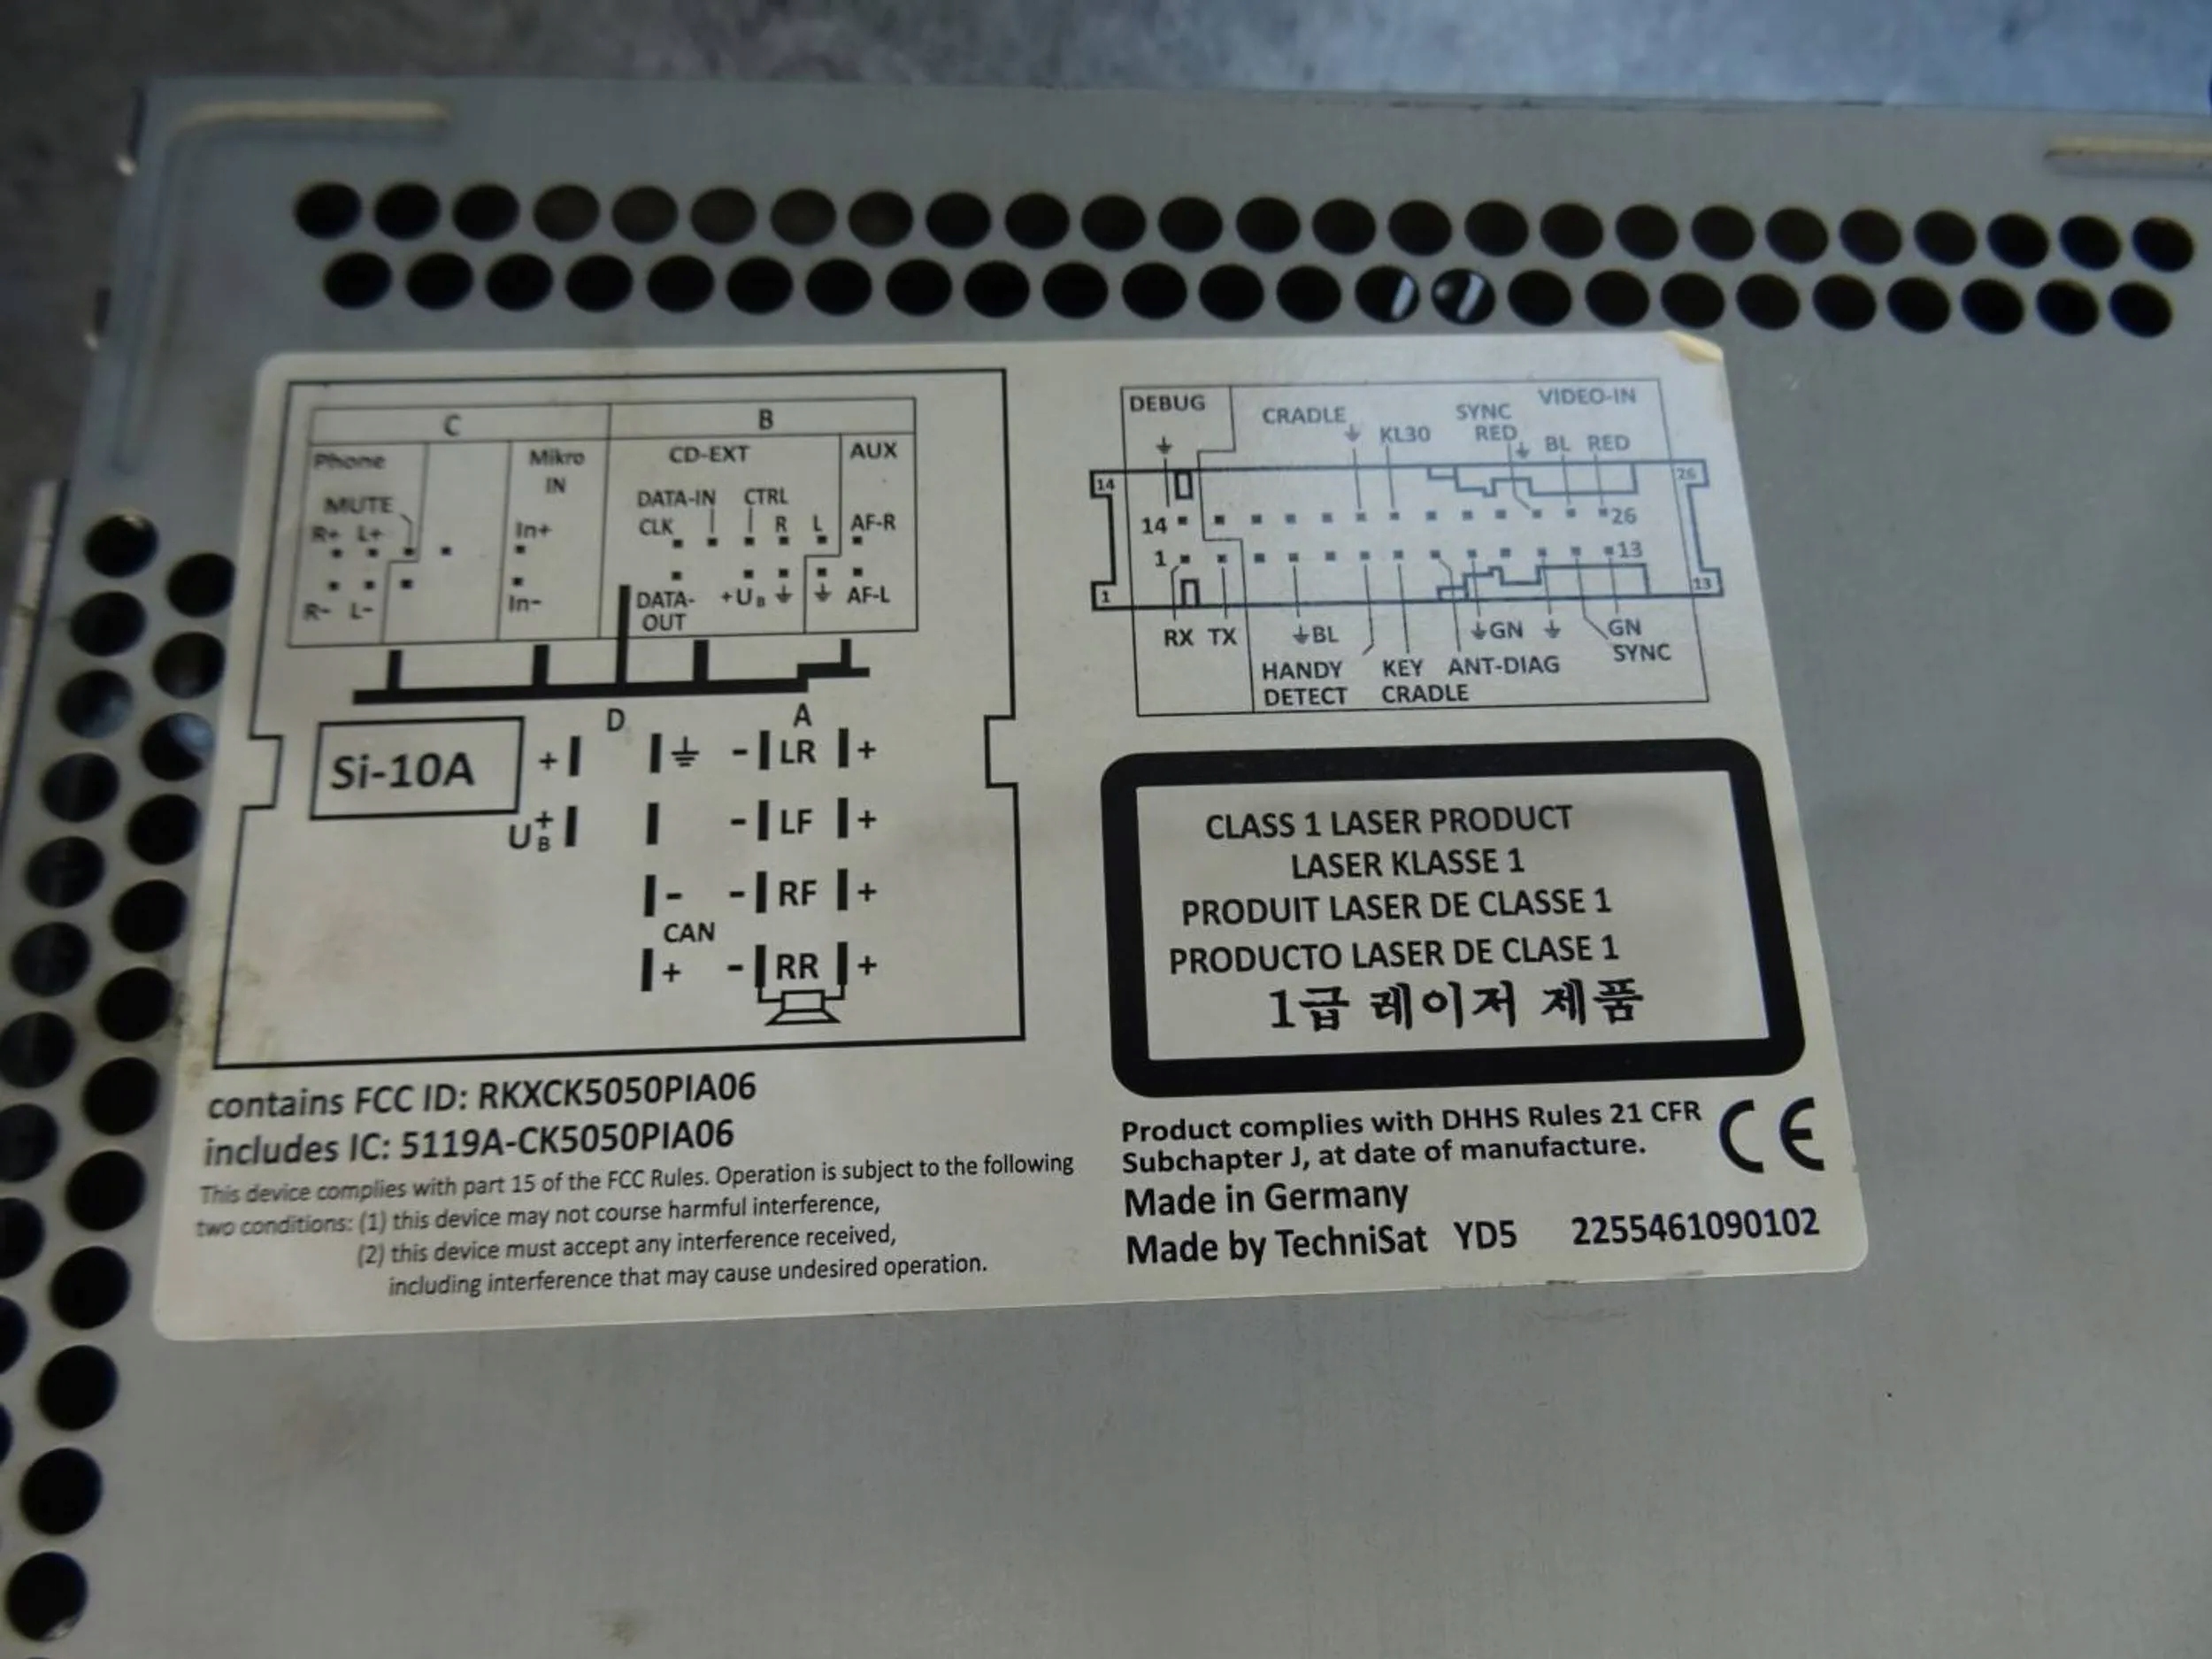 C B
Phone Mikro CD-EXT AUX
IN
MUTE DATA-IN CTRL
R+ L+ In+ CLK R L AF-R
R- L- In- DATA- +UB AF-L
OUT
D A
Si-10A + - LR +
U+B - LF +
- - RF +
CAN
+ - RR +
contains FCC ID: RKXCK5050PIA06
includes IC: 5119A-CK5050PIA06
This device complies with part 15 of the FCC Rules. Operation is subject to the following
two conditions: (1) this device may not course harmful interference,
(2) this device must accept any interference received,
including interference that may cause undesired operation.
DEBUG CRADLE KL30 SYNC VIDEO-IN
RED BL RED
14 26
14 26
1 13
1 13
RX TX BL GN GN
SYNC
HANDY KEY ANT-DIAG
DETECT CRADLE
CLASS 1 LASER PRODUCT
LASER KLASSE 1
PRODUIT LASER DE CLASSE 1
PRODUCTO LASER DE CLASE 1
1급 레이저 제품
Product complies with DHHS Rules 21 CFR
Subchapter J, at date of manufacture.
CE
Made in Germany
Made by TechniSat YD5 2255461090102